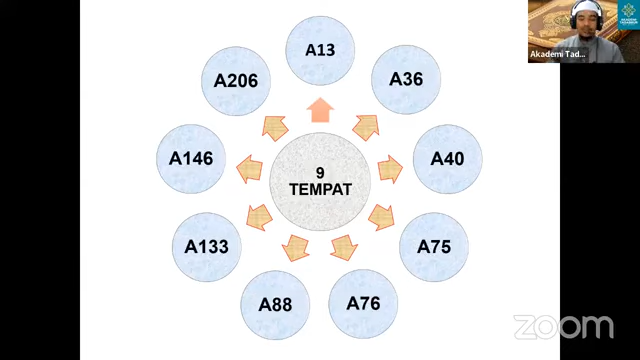 A13
A36
A40
A75
A76
A88
A133
A146
A206
9
TEMPAT
Akademi Tad...
zoom